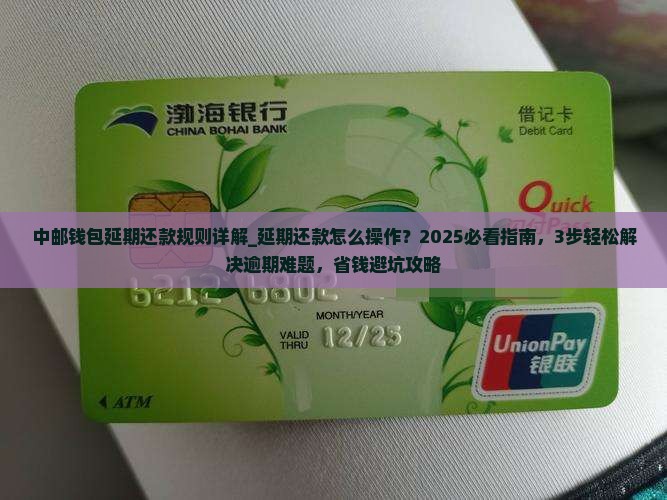 渤海银行
CHINA BOHAI BANK
借记卡
Debit Card
Quick
中邮钱包延期还款规则详解_延期还款怎么操作？2025必看指南，3步轻松解
决逾期难题，省钱避坑攻略
6212 6802
MONTH/YEAR
VALID
THRU
12/25
UnionPay
银联
ATM